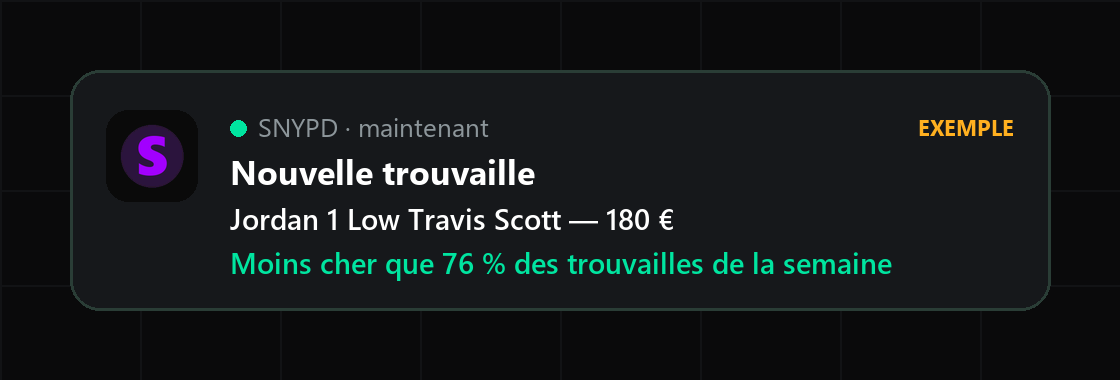 S
SNYPD · maintenant
EXEMPLE
Nouvelle trouvaille
Jordan 1 Low Travis Scott — 180 €
Moins cher que 76 % des trouvailles de la semaine